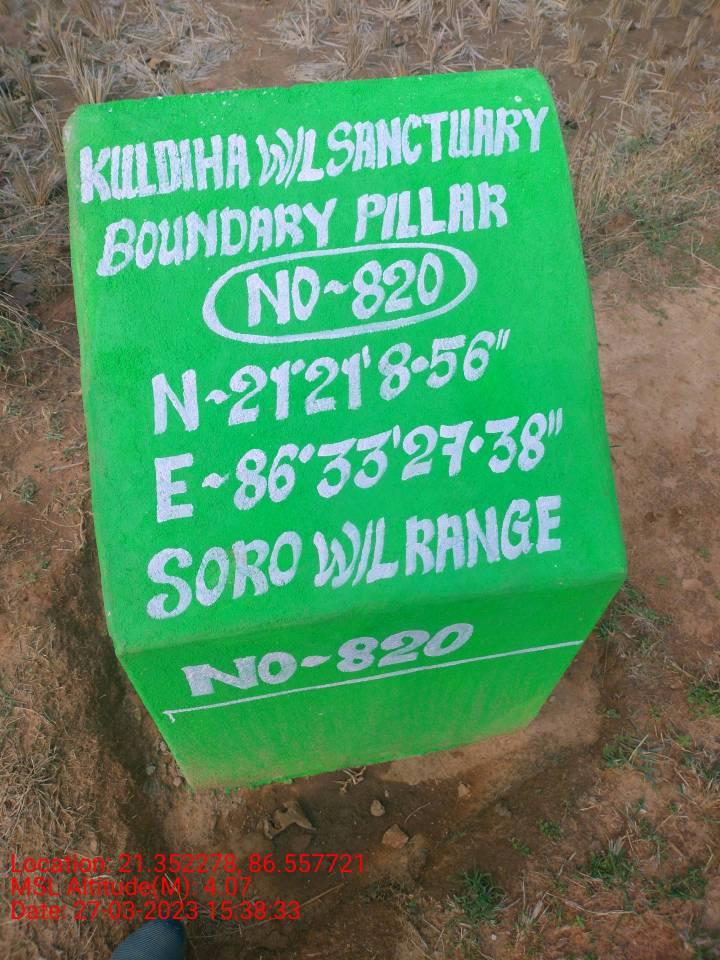 KULDIHA W/L SANCTUARY
BOUNDARY PILLAR
NO~820
N~21°21'8.56"
E~86°33'27.38"
SORO W/L RANGE
NO~820
Location: 21.352278, 86.557721
MSL Altitude(M): 4.07
Date: 27-03-2023 15:38:33